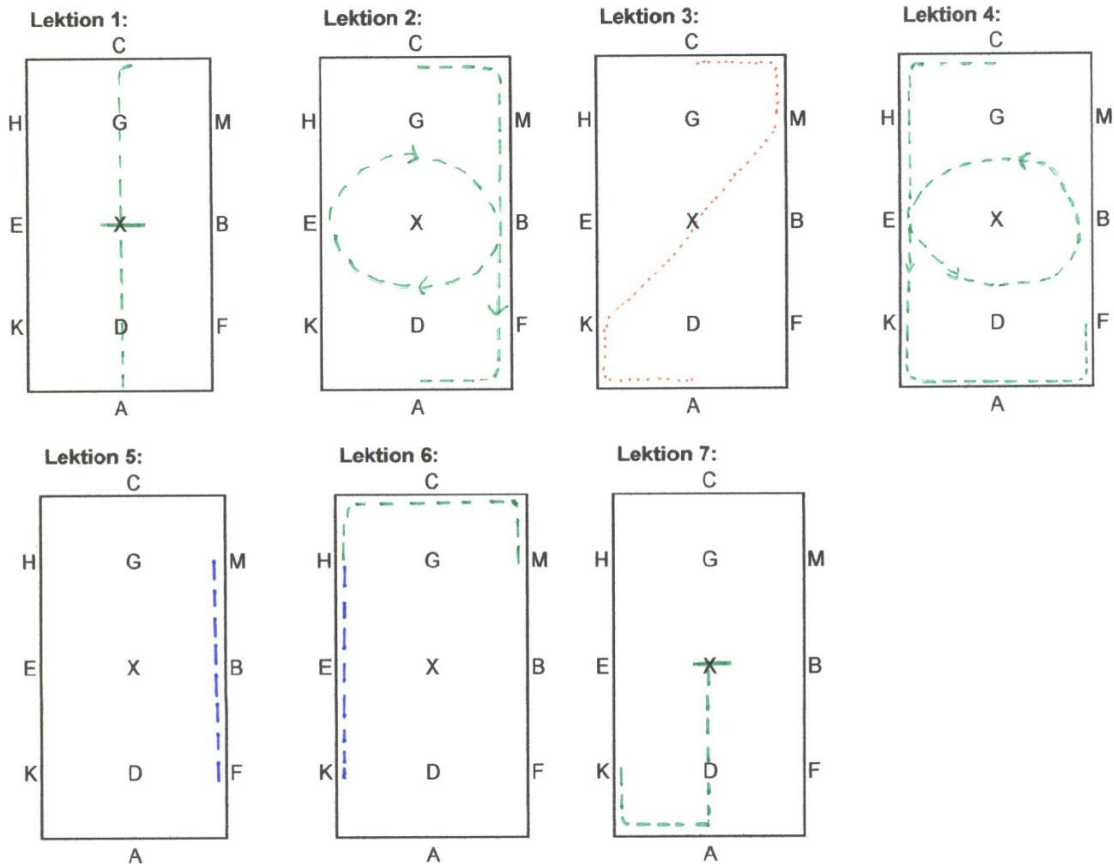 Lektion 1: Lektion 2: Lektion 3: Lektion 4:
C C C C
H G M H G M H G M H G M
E X B E X B E X B E X B
K D F K D F K D F K D F
A A A A
Lektion 5: Lektion 6: Lektion 7:
C C C
H G M H G M H G M
E X B E X B E X B
K D F K D F K D F
A A A